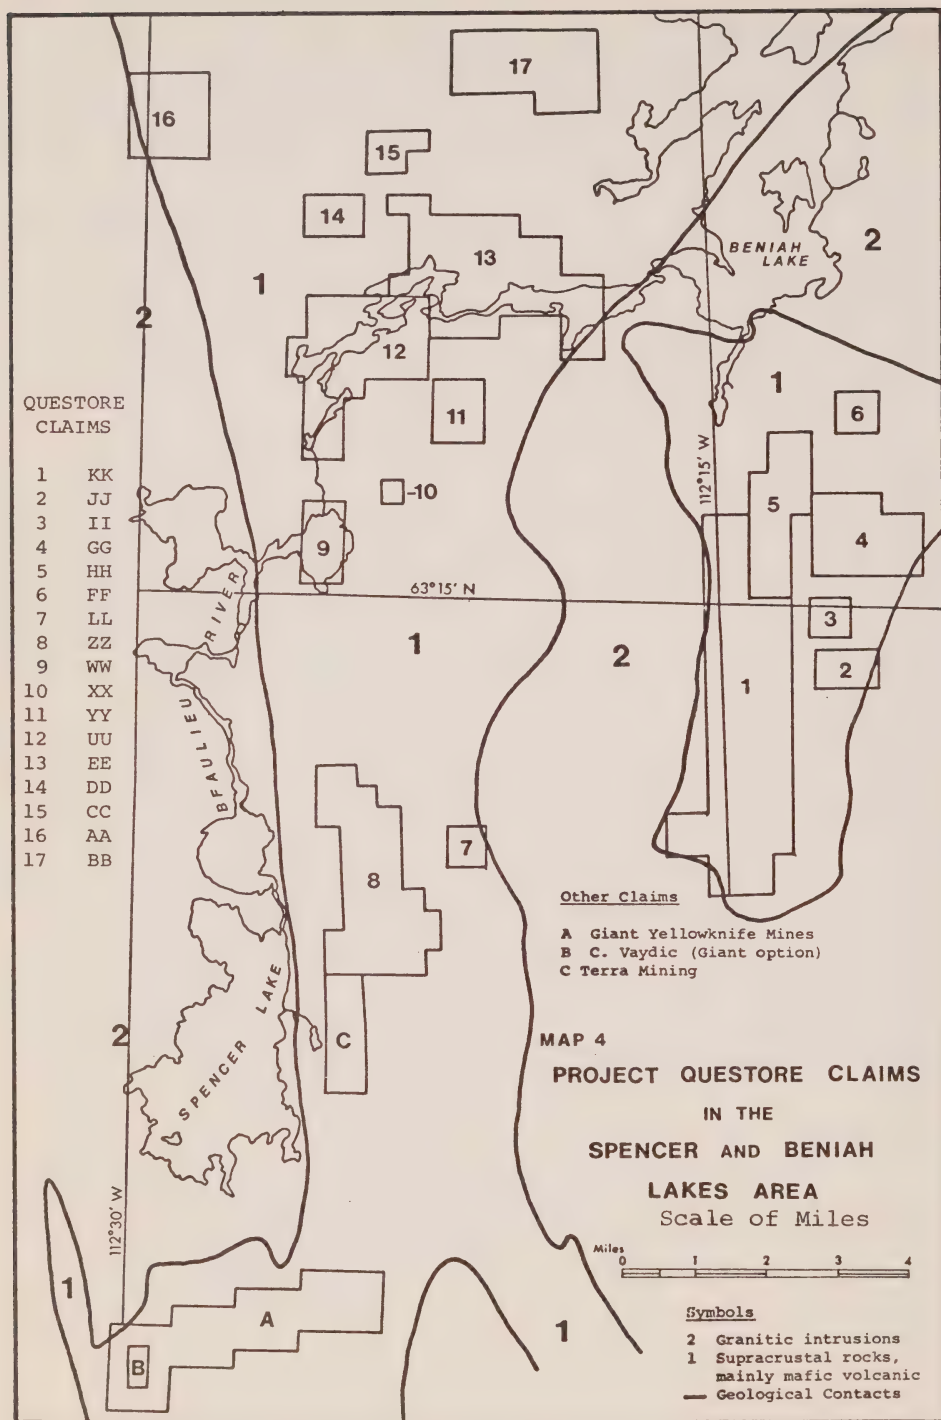 17
16
15
14
13
BENIAH
LAKE
2
1
2
12
1
QUESTORE
CLAIMS
11
6
1 KK
2 JJ
3 II
4 GG
5 HH
6 FF
7 LL
8 ZZ
9 WW
10 XX
11 YY
12 UU
13 EE
14 DD
15 CC
16 AA
17 BB
112°15' W
5
-10
4
9
63°15' N
RIVER
3
1
2
2
1
BEAULIEU
7
8
Other Claims
A Giant Yellowknife Mines
B C. Vaydic (Giant option)
C Terra Mining
SPENCER LAKE
2
C
MAP 4
PROJECT QUESTORE CLAIMS
IN THE
SPENCER AND BENIAH
LAKES AREA
Scale of Miles
Miles
0 1 2 3 4
112°30' W
1
A
1
B
Symbols
2 Granitic intrusions
1 Supracrustal rocks,
mainly mafic volcanic
Geological Contacts